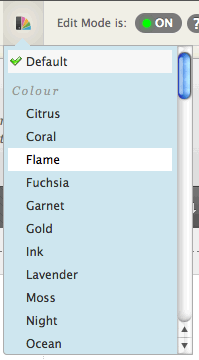 Edit Mode is: ON ?
Default
Colour
Citrus
Coral
Flame
Fuchsia
Garnet
Gold
Ink
Lavender
Moss
Night
Ocean